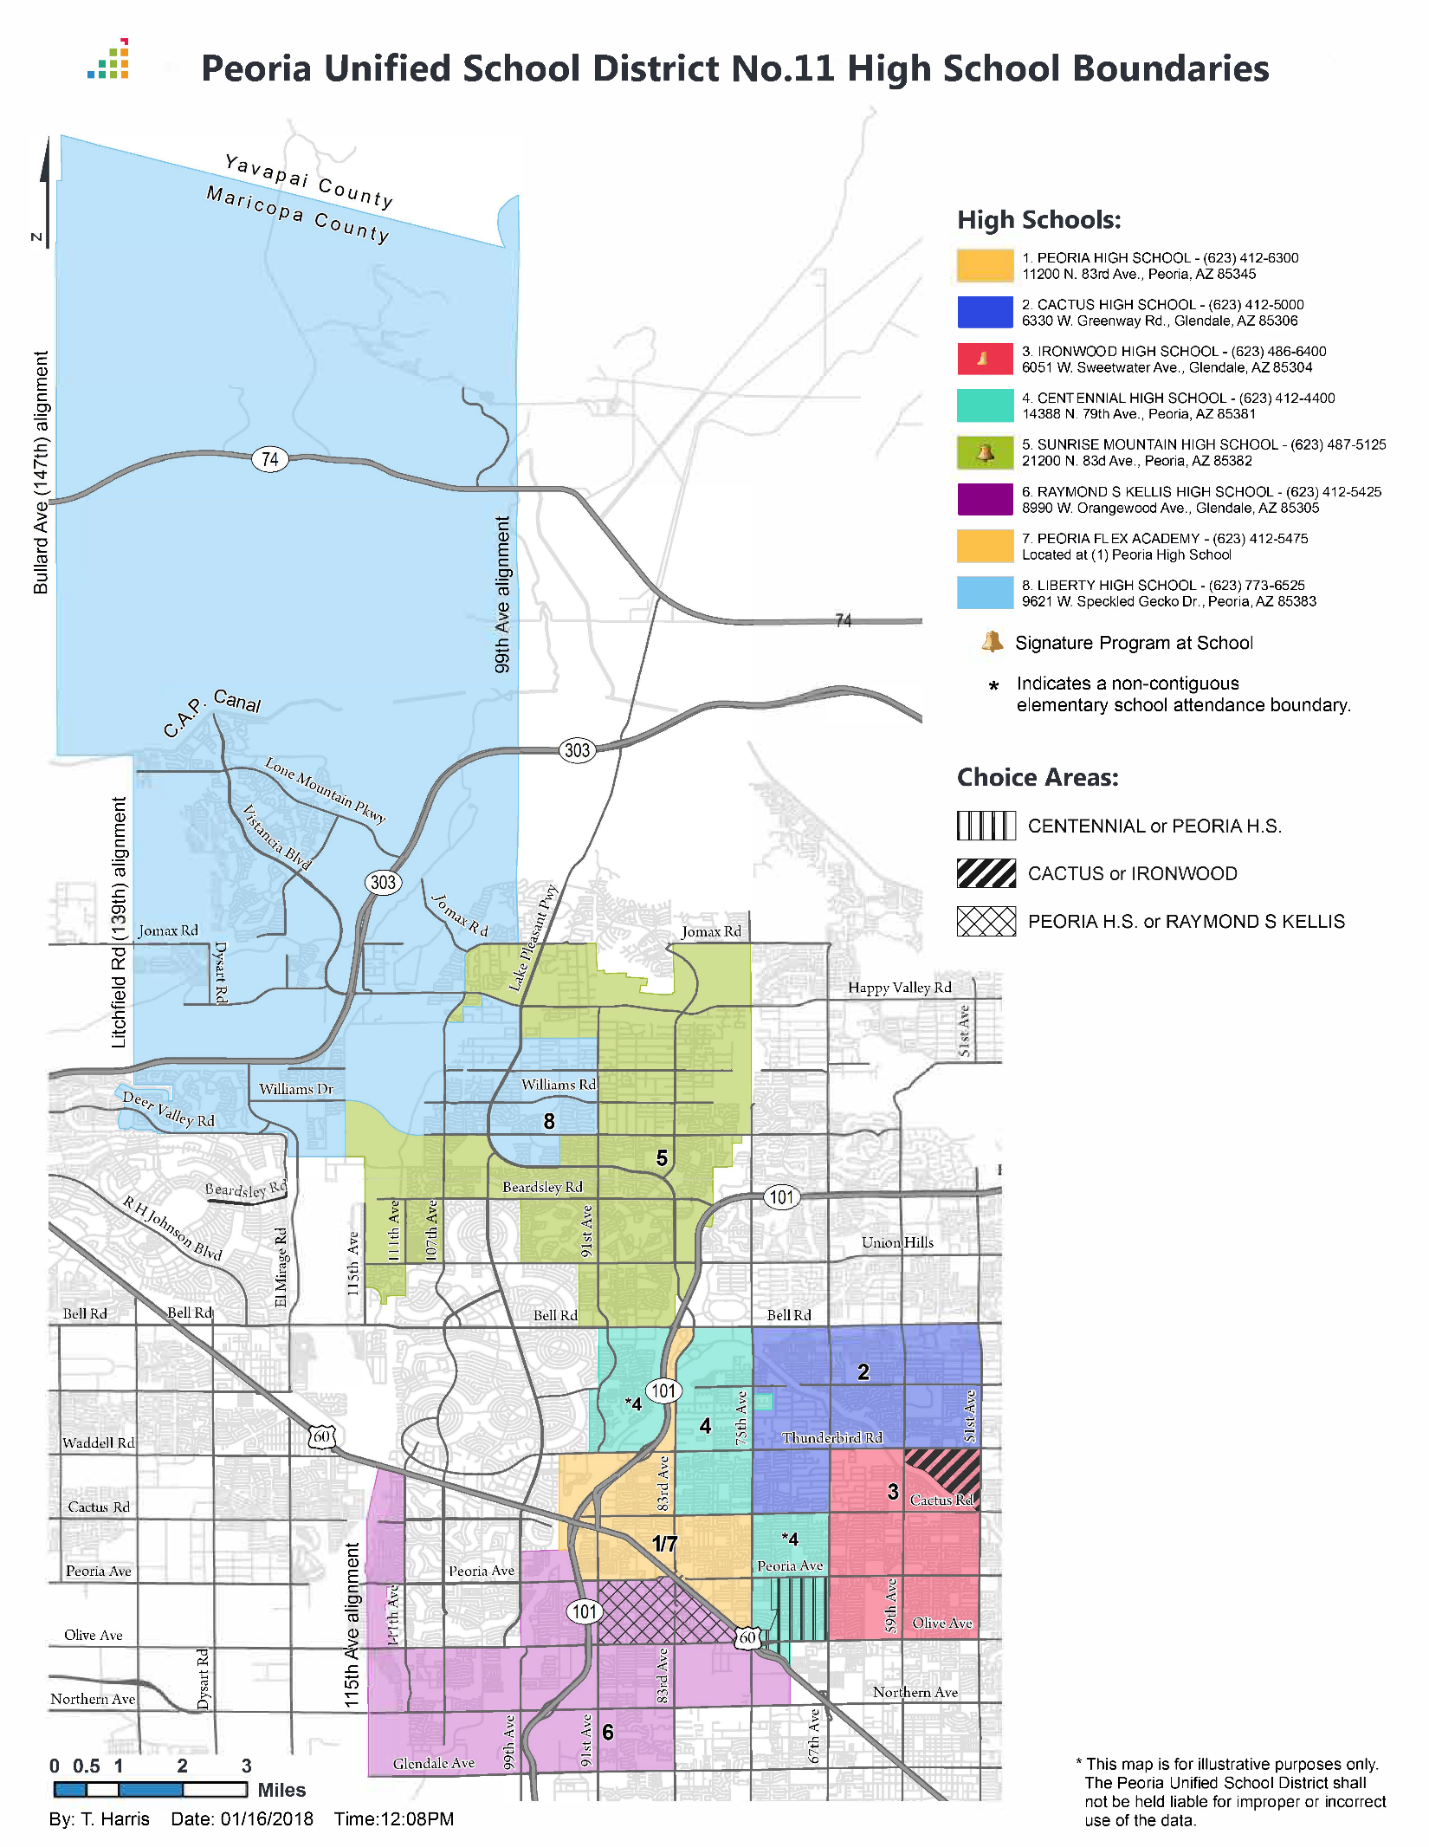 Peoria Unified School District No.11 High School Boundaries
Yavapai County
Maricopa County
N
Bullard Ave (147th) alignment
74
99th Ave alignment
74
C.A.P. Canal
303
Lone Mountain Pkwy
Vistancia Blvd
303
Litchfield Rd (139th) alignment
Jomax Rd
Lake Pleasant Pwy
Jomax Rd
Jomax Rd
Dysart Rd
Happy Valley Rd
51st Ave
Williams Dr
Williams Rd
Deer Valley Rd
8
5
Beardsley Rd
Beardsley Rd
101
R H Johnson Blvd
El Mirage Rd
115th Ave
111th Ave
107th Ave
91st Ave
Union Hills
Bell Rd
Bell Rd
Bell Rd
Bell Rd
2
*4
101
4
75th Ave
51st Ave
60
Waddell Rd
Thunderbird Rd
83rd Ave
3
Cactus Rd
Cactus Rd
1/7
*4
Peoria Ave
Peoria Ave
Peoria Ave
115th Ave alignment
111th Ave
101
59th Ave
Olive Ave
Olive Ave
60
Dysart Rd
83rd Ave
Northern Ave
Northern Ave
99th Ave
91st Ave
6
67th Ave
Glendale Ave
High Schools:
1. PEORIA HIGH SCHOOL - (623) 412-6300
11200 N. 83rd Ave., Peoria, AZ 85345
2. CACTUS HIGH SCHOOL - (623) 412-5000
6330 W. Greenway Rd., Glendale, AZ 85306
3. IRONWOOD HIGH SCHOOL - (623) 486-6400
6051 W. Sweetwater Ave., Glendale, AZ 85304
4. CENTENNIAL HIGH SCHOOL - (623) 412-4400
14388 N. 79th Ave., Peoria, AZ 85381
5. SUNRISE MOUNTAIN HIGH SCHOOL - (623) 487-5125
21200 N. 83d Ave., Peoria, AZ 85382
6. RAYMOND S KELLIS HIGH SCHOOL - (623) 412-5425
8990 W. Orangewood Ave., Glendale, AZ 85305
7. PEORIA FLEX ACADEMY - (623) 412-5475
Located at (1) Peoria High School
8. LIBERTY HIGH SCHOOL - (623) 773-6525
9621 W. Speckled Gecko Dr., Peoria, AZ 85383
Signature Program at School
* Indicates a non-contiguous
elementary school attendance boundary.
Choice Areas:
CENTENNIAL or PEORIA H.S.
CACTUS or IRONWOOD
PEORIA H.S. or RAYMOND S KELLIS
0 0.5 1 2 3
Miles
By: T. Harris Date: 01/16/2018 Time:12:08PM
* This map is for illustrative purposes only.
The Peoria Unified School District shall
not be held liable for improper or incorrect
use of the data.